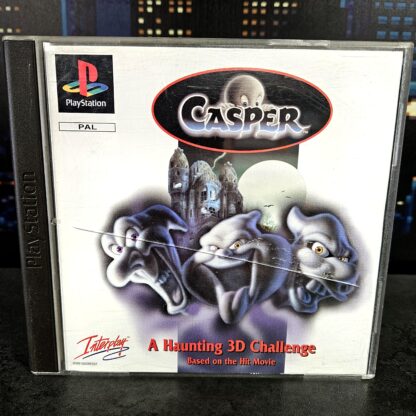 PlayStation
PAL
CASPER
PlayStation
Interplay
A Haunting 3D Challenge
Based on the Hit Movie